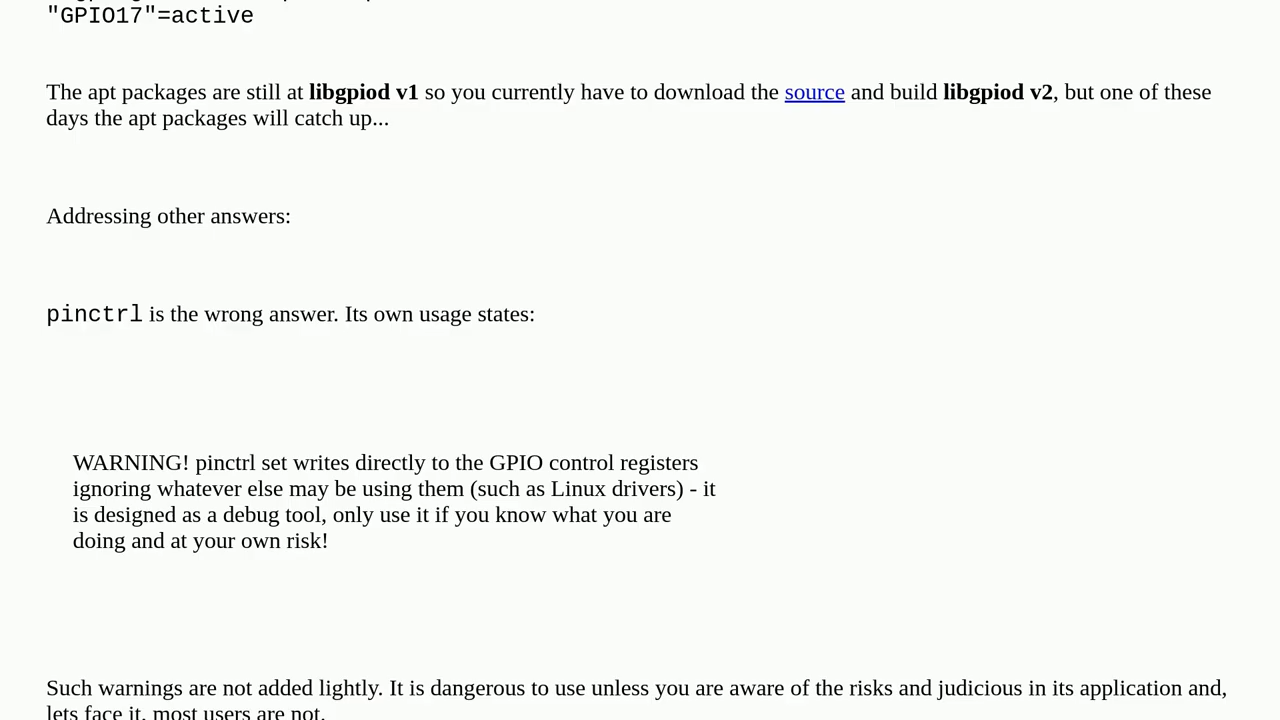 "GPIO17"=active
The apt packages are still at libgpiod v1 so you currently have to download the source and build libgpiod v2, but one of these
days the apt packages will catch up...
Addressing other answers:
pinctrl is the wrong answer. Its own usage states:
WARNING! pinctrl set writes directly to the GPIO control registers
ignoring whatever else may be using them (such as Linux drivers) - it
is designed as a debug tool, only use it if you know what you are
doing and at your own risk!
Such warnings are not added lightly. It is dangerous to use unless you are aware of the risks and judicious in its application and,
lets face it, most users are not.